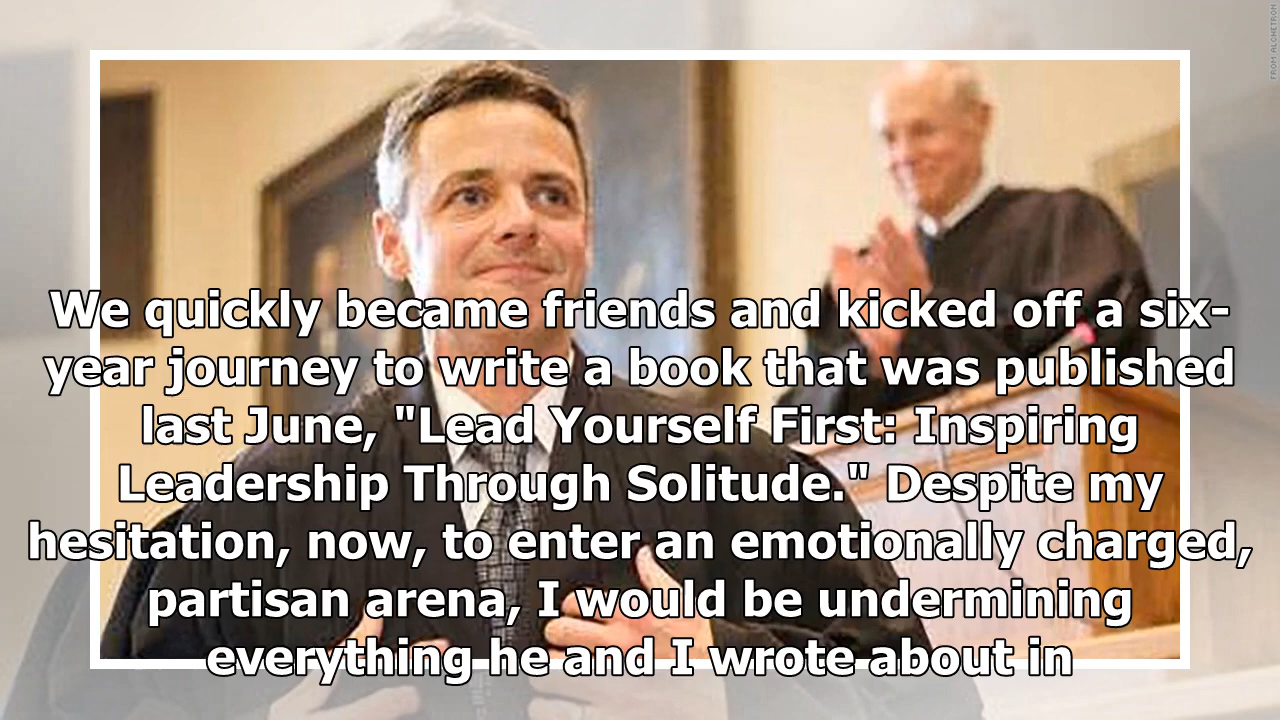 FROM ALCHETRON
We quickly became friends and kicked off a six-
year journey to write a book that was published
last June, "Lead Yourself First: Inspiring
Leadership Through Solitude." Despite my
hesitation, now, to enter an emotionally charged,
partisan arena, I would be undermining
everything he and I wrote about in